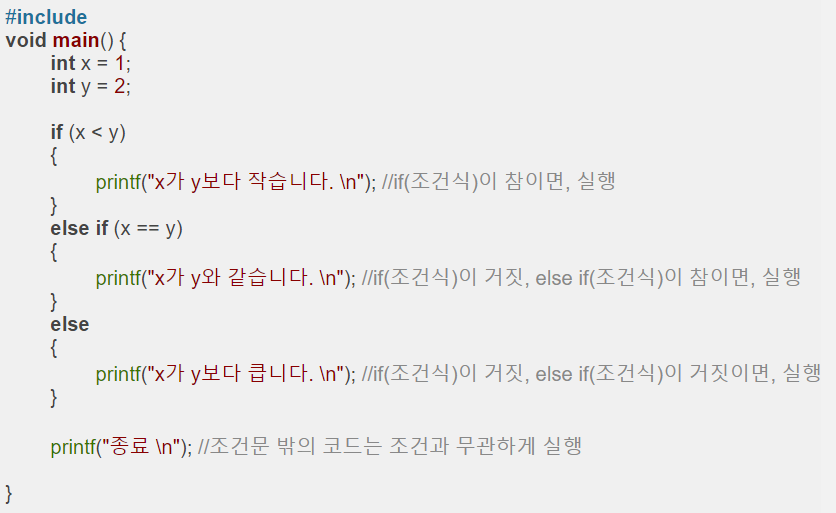 #include
void main() {
int x = 1;
int y = 2;
if (x < y)
{
printf("x가 y보다 작습니다. \n"); //if(조건식)이 참이면, 실행
}
else if (x == y)
{
printf("x가 y와 같습니다. \n"); //if(조건식)이 거짓, else if(조건식)이 참이면, 실행
}
else
{
printf("x가 y보다 큽니다. \n"); //if(조건식)이 거짓, else if(조건식)이 거짓이면, 실행
}
printf("종료 \n"); //조건문 밖의 코드는 조건과 무관하게 실행
}